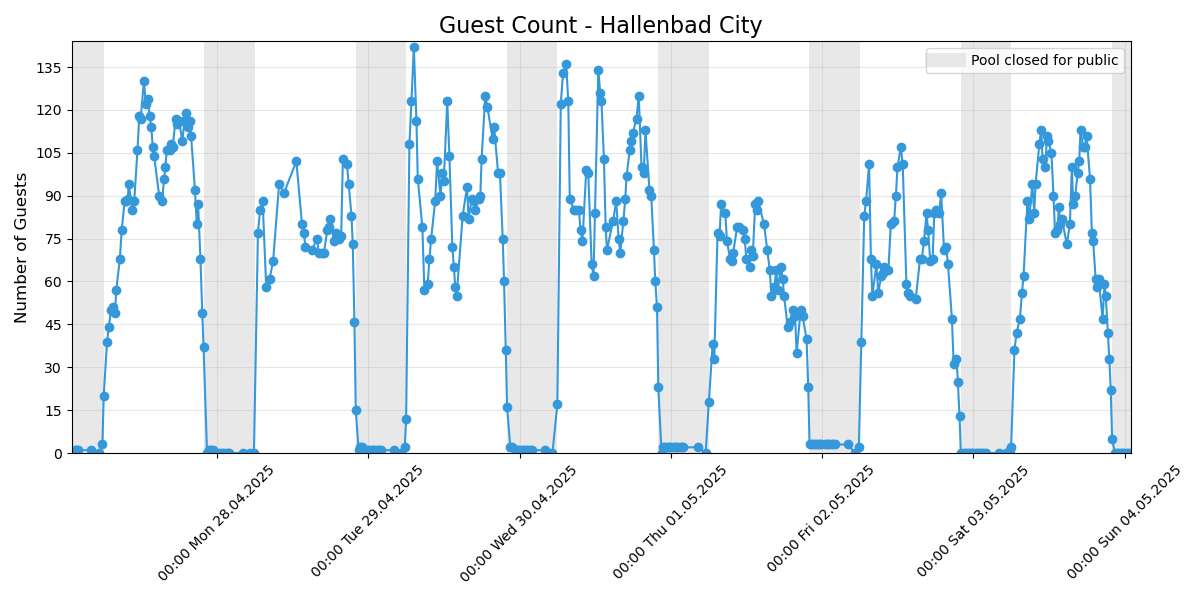 Guest Count - Hallenbad City
Pool closed for public
Number of Guests
135
120
105
90
75
60
45
30
15
0
00:00 Mon 28.04.2025
00:00 Tue 29.04.2025
00:00 Wed 30.04.2025
00:00 Thu 01.05.2025
00:00 Fri 02.05.2025
00:00 Sat 03.05.2025
00:00 Sun 04.05.2025